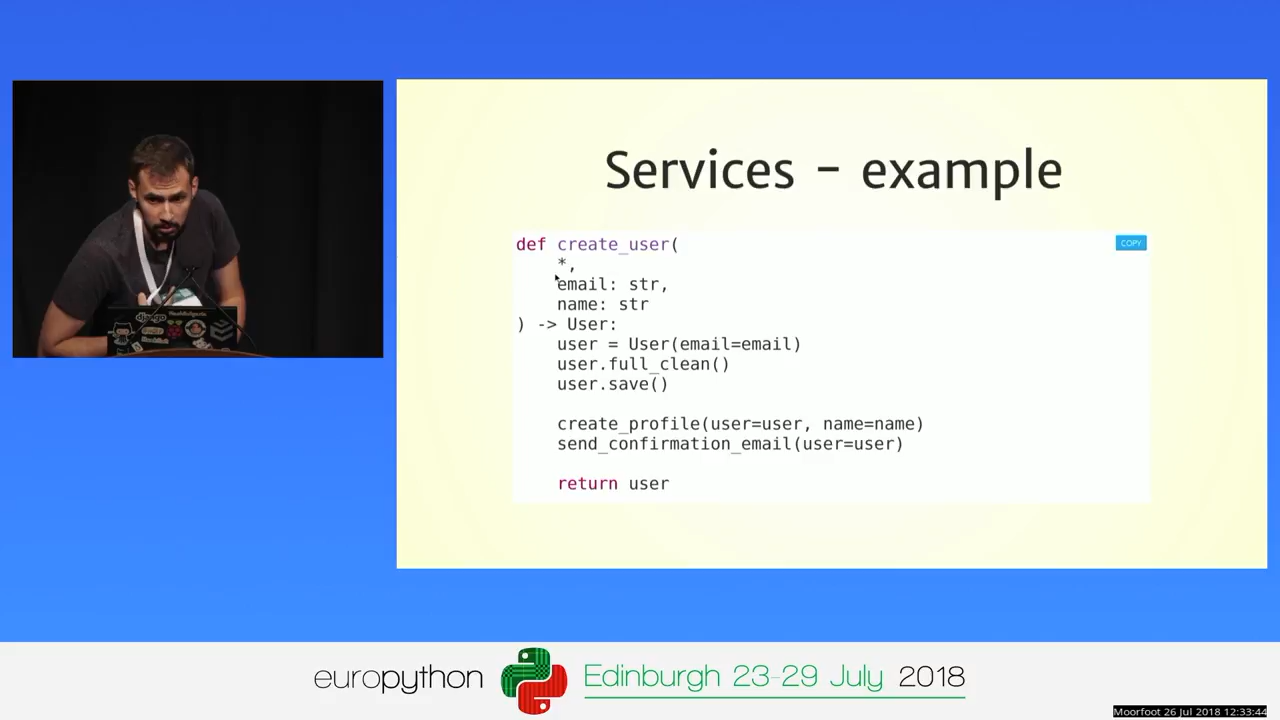 Services - example
def create_user(
*,
email: str,
name: str
) -> User:
user = User(email=email)
user.full_clean()
user.save()
create_profile(user=user, name=name)
send_confirmation_email(user=user)
return user
COPY
django
europython
Edinburgh 23-29 July 2018
Moorfoot 26 Jul 2018 12:33:44